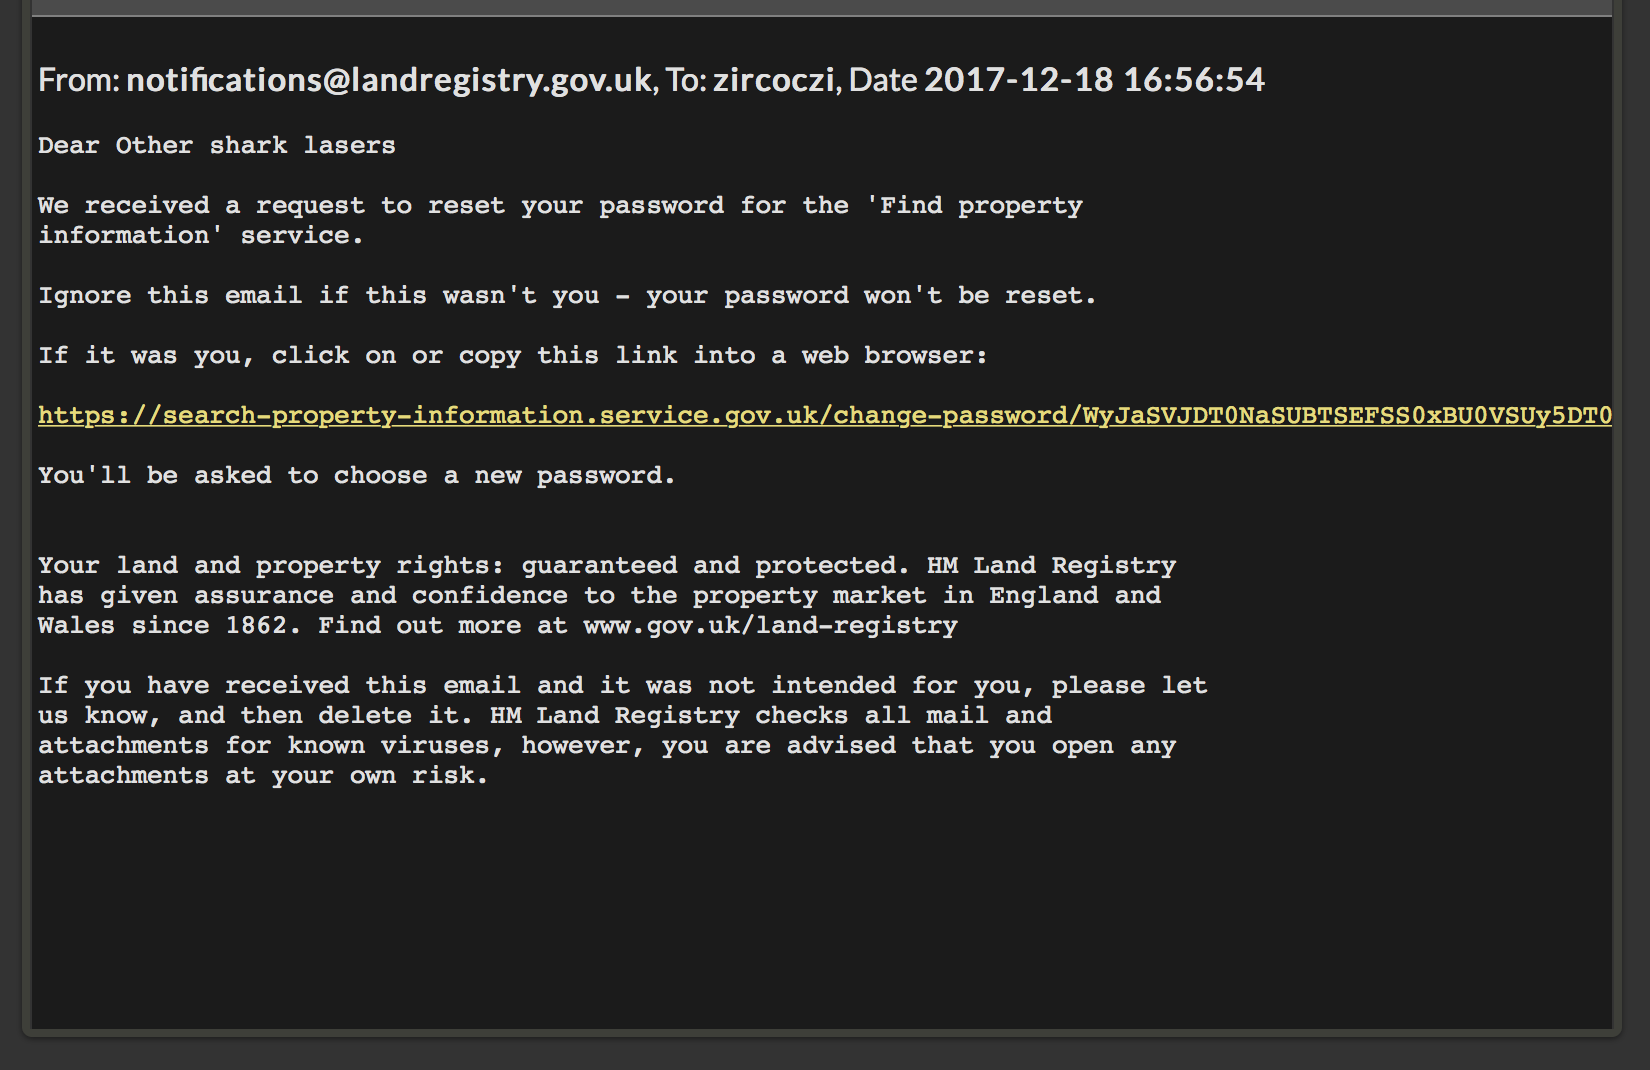 From: notifications@landregistry.gov.uk, To: zircoczi, Date 2017-12-18 16:56:54
Dear Other shark lasers
We received a request to reset your password for the 'Find property
information' service.
Ignore this email if this wasn't you - your password won't be reset.
If it was you, click on or copy this link into a web browser:
https://search-property-information.service.gov.uk/change-password/WyJaSVJDT0NaSUBTSEFSS0xBU0VSUy5DT0
You'll be asked to choose a new password.
Your land and property rights: guaranteed and protected. HM Land Registry
has given assurance and confidence to the property market in England and
Wales since 1862. Find out more at www.gov.uk/land-registry
If you have received this email and it was not intended for you, please let
us know, and then delete it. HM Land Registry checks all mail and
attachments for known viruses, however, you are advised that you open any
attachments at your own risk.